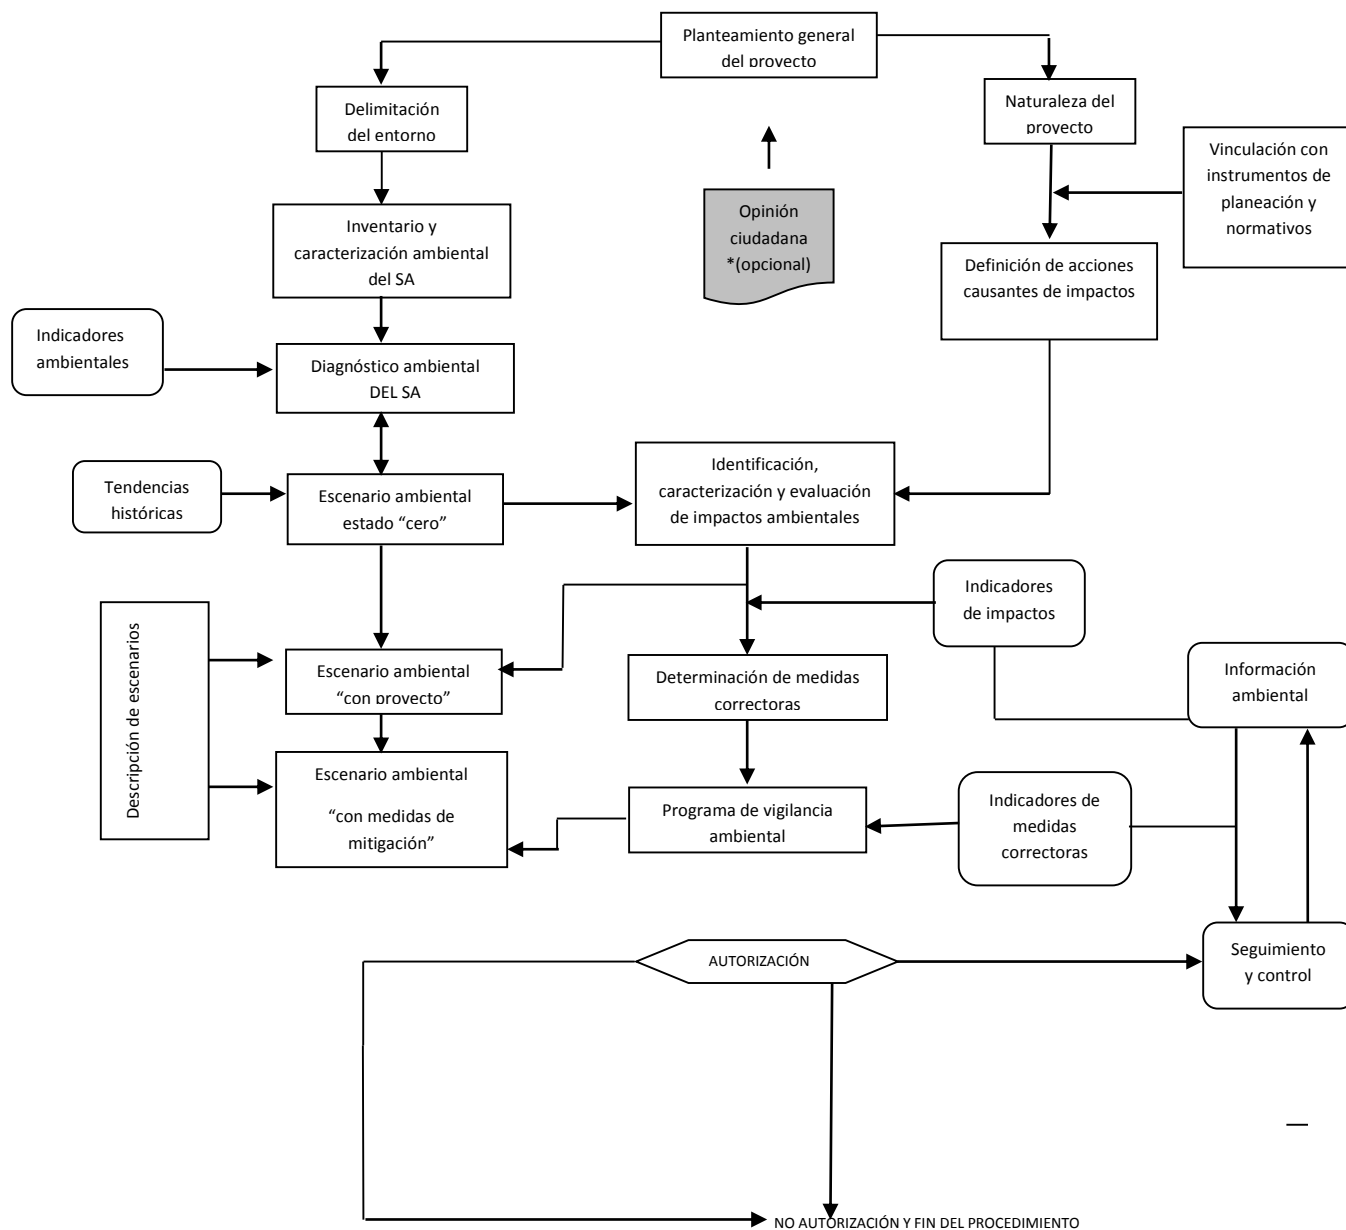 Planteamiento general
del proyecto
Delimitación
del entorno
Naturaleza del
proyecto
Vinculación con
instrumentos de
planeación y
normativos
Opinión
ciudadana
*(opcional)
Inventario y
caracterización ambiental
del SA
Definición de acciones
causantes de impactos
Indicadores
ambientales
Diagnóstico ambiental
DEL SA
Identificación,
caracterización y evaluación
de impactos ambientales
Tendencias
históricas
Escenario ambiental
estado “cero”
Indicadores
de impactos
Descripción de escenarios
Escenario ambiental
“con proyecto”
Determinación de medidas
correctoras
Información
ambiental
Escenario ambiental
“con medidas de
mitigación”
Programa de vigilancia
ambiental
Indicadores de
medidas
correctoras
AUTORIZACIÓN
Seguimiento
y control
NO AUTORIZACIÓN Y FIN DEL PROCEDIMIENTO